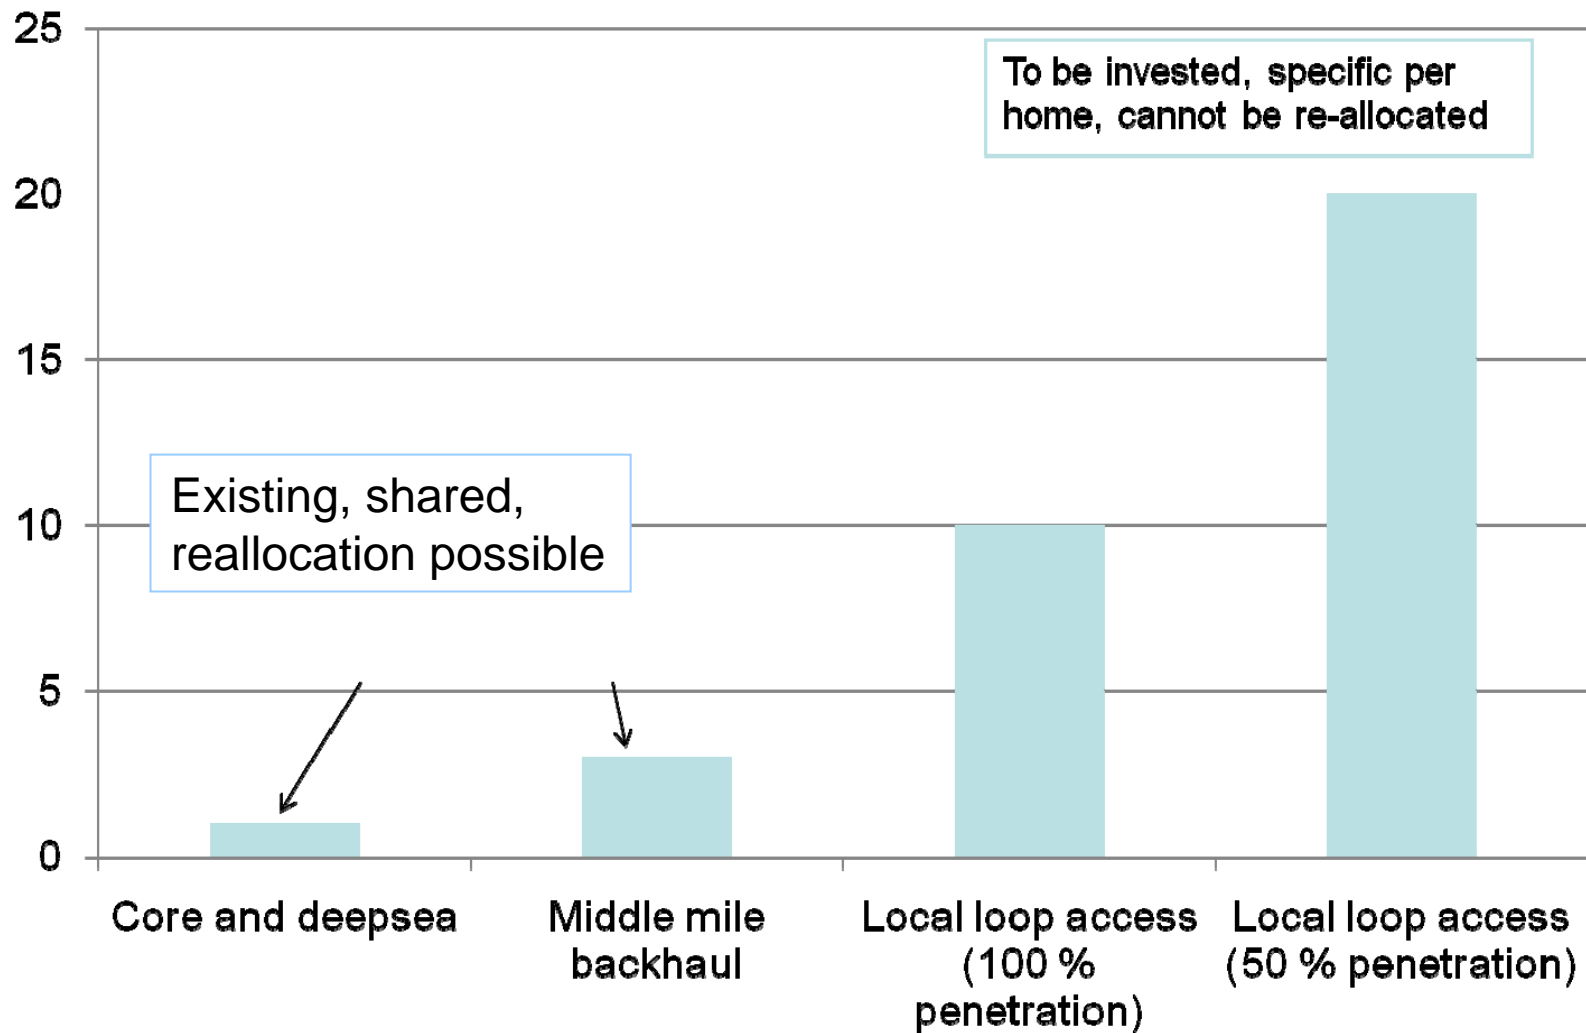 25
To be invested, specific per
home, cannot be re-allocated
20
15
Existing, shared,
reallocation possible
10
5
0
Core and deepsea
Middle mile
backhaul
Local loop access
(100 %
penetration)
Local loop access
(50 % penetration)